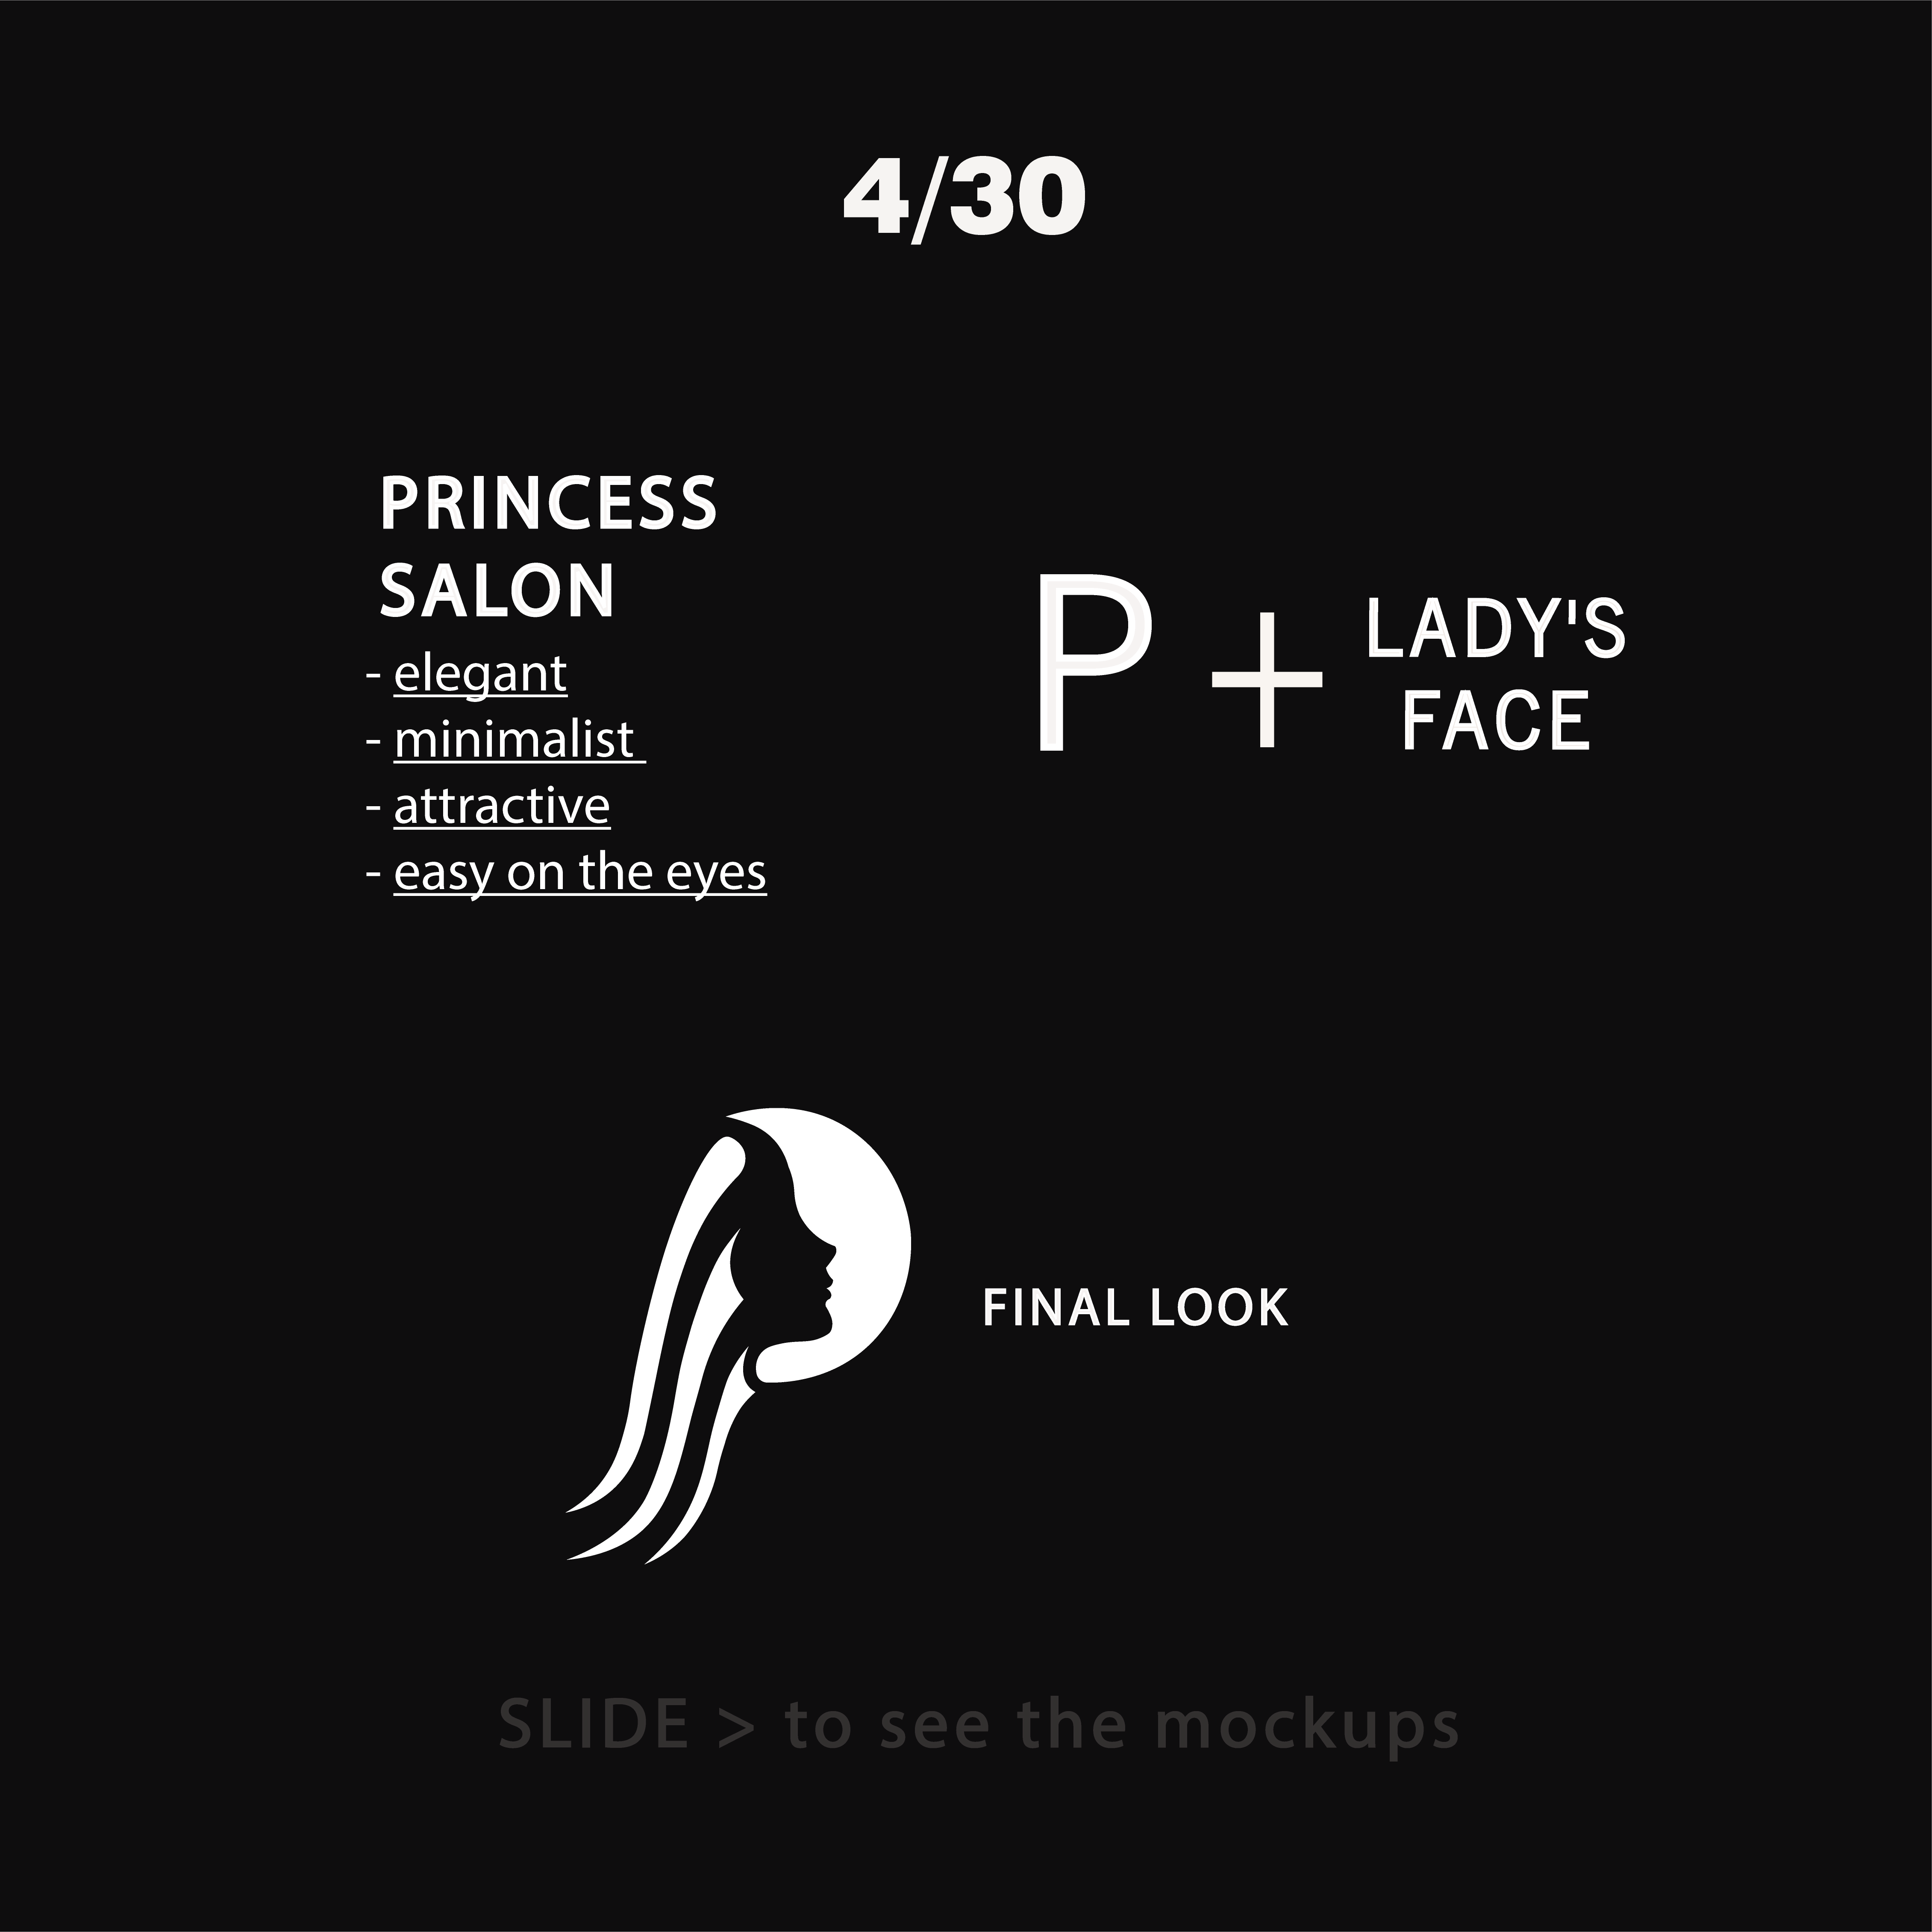 4/30
PRINCESS
SALON
- elegant
- minimalist
- attractive
- easy on the eyes
P + LADY'S
FACE
FINAL LOOK
SLIDE > to see the mockups